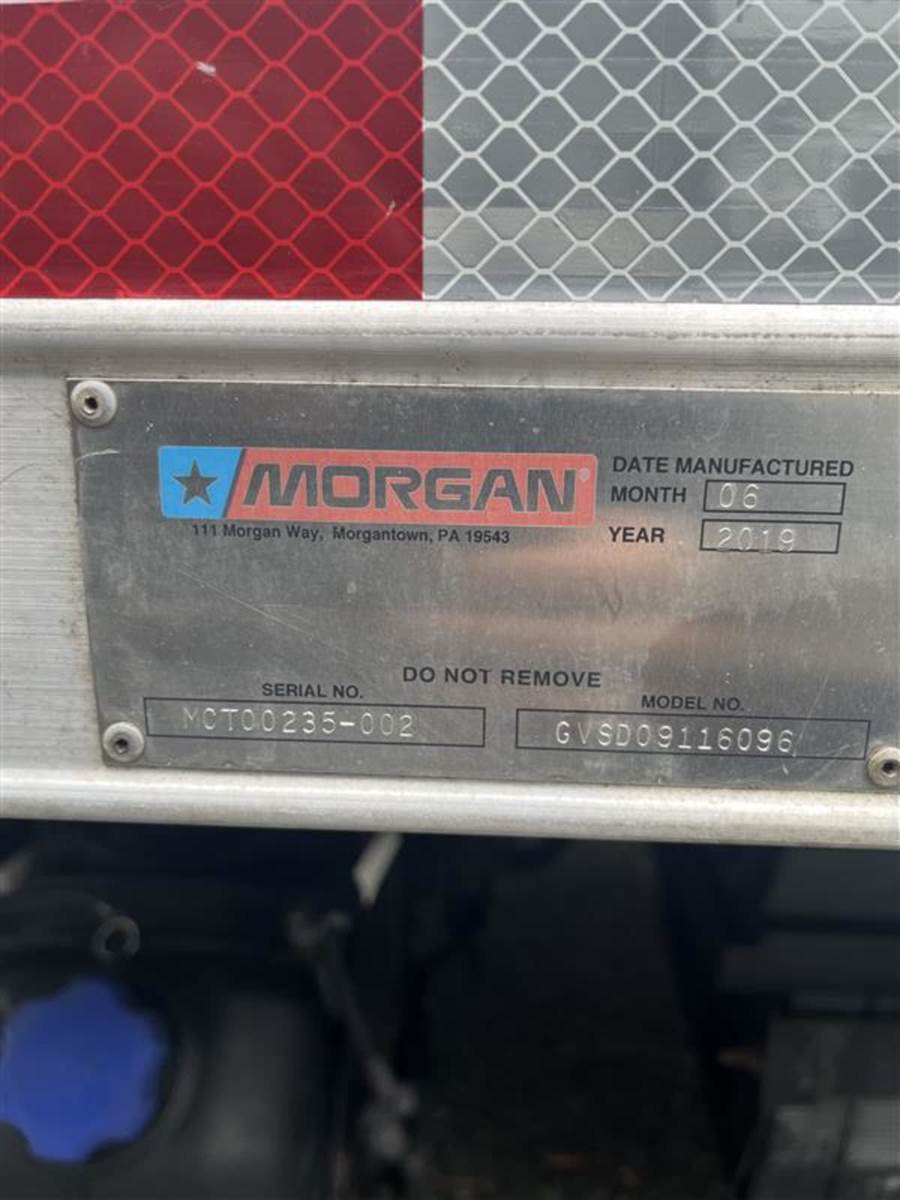 MORGAN®
111 Morgan Way, Morgantown, PA 19543
DATE MANUFACTURED
MONTH 06
YEAR 2019
DO NOT REMOVE
SERIAL NO. MCT00235-002
MODEL NO. GVSD09116096